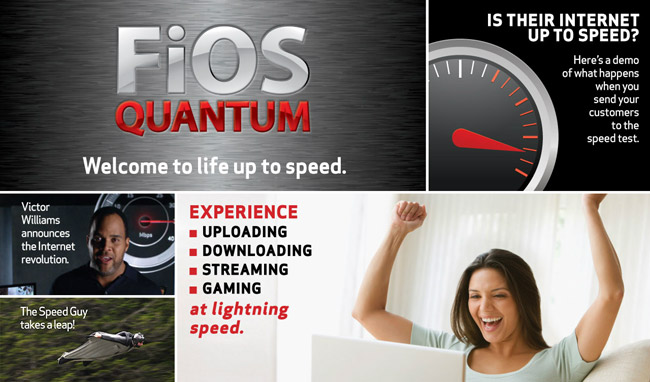 FiOS
QUANTUM
Welcome to life up to speed.
IS THEIR INTERNET
UP TO SPEED?
Here's a demo
of what happens
when you
send your
customers
to the
speed test.
Victor
Williams
announces
the Internet
revolution.
Mbps
The Speed Guy
takes a leap!
EXPERIENCE
UPLOADING
DOWNLOADING
STREAMING
GAMING
at lightning
speed.